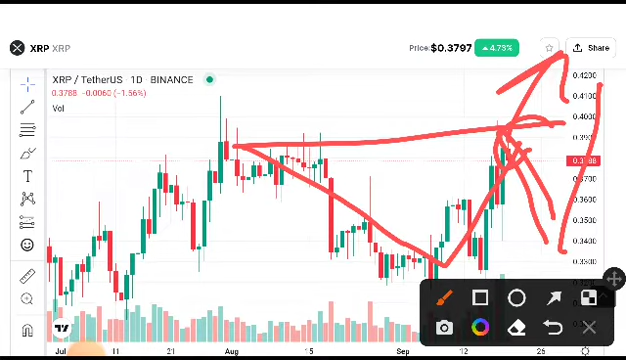 XRP XRP
Price: $0.3797 4.73% Share
XRP / TetherUS · 1D · BINANCE
0.3788 -0.0060 (-1.56%)
Vol
0.4200
0.4100
0.4000
0.3788
0.3700
0.3600
0.3500
0.3400
0.3300
Jul 11 21 Aug 15 Sep 12 26